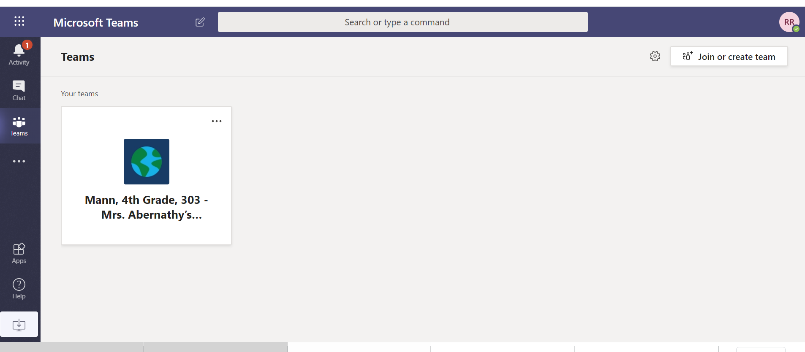 Microsoft Teams
Search or type a command
RR
1
Activity
Teams
Join or create team
Chat
Your teams
Teams
Mann, 4th Grade, 303 -
Mrs. Abernathy's...
Apps
Help